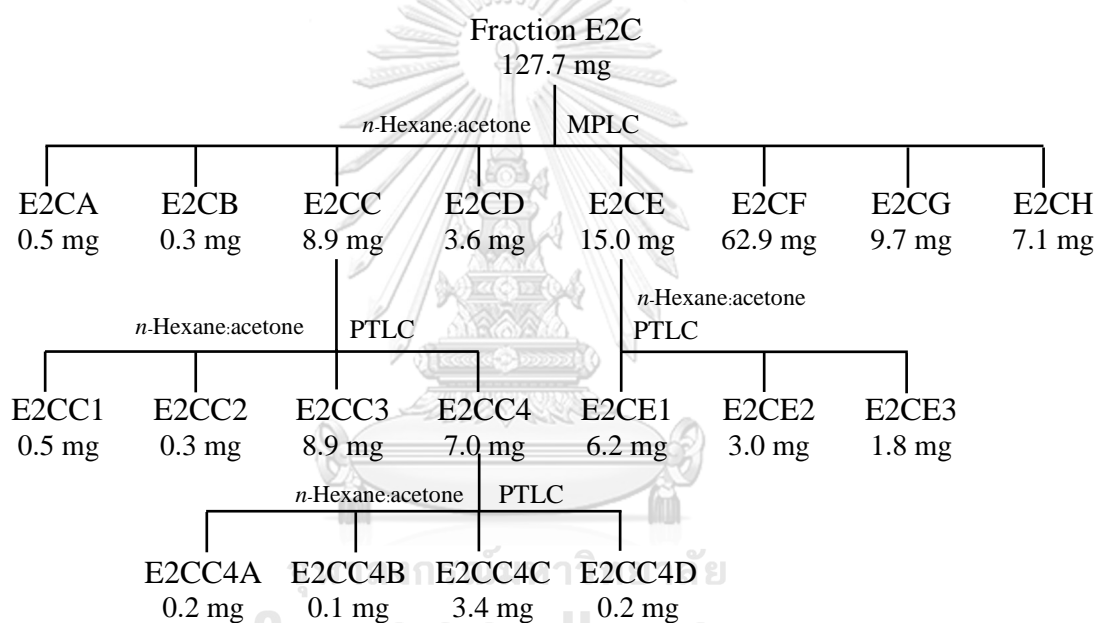 Fraction E2C
127.7 mg
n-Hexane:acetone MPLC
E2CA E2CB E2CC E2CD E2CE E2CF E2CG E2CH
0.5 mg 0.3 mg 8.9 mg 3.6 mg 15.0 mg 62.9 mg 9.7 mg 7.1 mg
n-Hexane:acetone
n-Hexane:acetone PTLC PTLC
E2CC1 E2CC2 E2CC3 E2CC4 E2CE1 E2CE2 E2CE3
0.5 mg 0.3 mg 8.9 mg 7.0 mg 6.2 mg 3.0 mg 1.8 mg
n-Hexane:acetone PTLC
E2CC4A E2CC4B E2CC4C E2CC4D
0.2 mg 0.1 mg 3.4 mg 0.2 mg